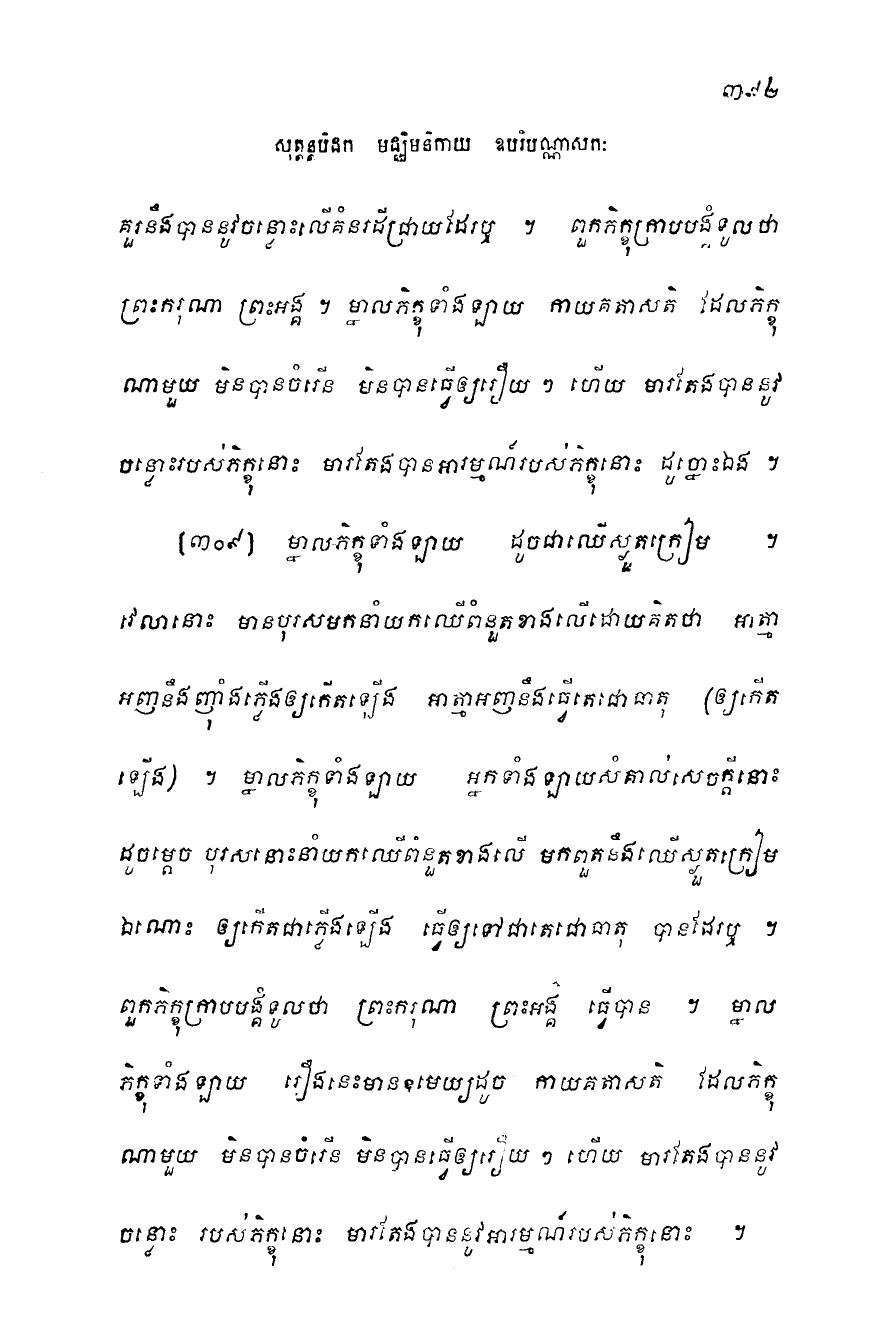 ៣៩៤
សុត្តន្តបិដក មជ្ឈិមនិកាយ ឧបរិបណ្ណាសកៈ
គួរនឹងបាននូវចន្លោះលើគំនរដីជ្រាយដែរឬ ។ ពួកភិក្ខុក្រាបបង្គំទូលថា
ព្រះករុណា ព្រះអង្គ ។ ម្នាលភិក្ខុទាំងឡាយ កាយគតាសតិ ដែលភិក្ខុ
ណាមួយ មិនបានចំរើន មិនបានធ្វើឲ្យរឿយ ៗ ហើយ មារតែងបាននូវ
ចន្លោះរបស់ភិក្ខុនោះ មារតែងបានអារម្មណ៍របស់ភិក្ខុនោះ ដូច្នោះឯង ។
[៣០៩] ម្នាលភិក្ខុទាំងឡាយ ដូចជាឈើស្ងួតក្រៀម ។
វេលានោះ មានបុរសមកនាំយកឈើពំនួតខាងលើដោយគិតថា អាត្មា
អញនឹងញ៉ាំងភ្លើងឲ្យកើតឡើង អាត្មាអញនឹងធ្វើតេជោធាតុ (ឲ្យកើត
ឡើង) ។ ម្នាលភិក្ខុទាំងឡាយ អ្នកទាំងឡាយសំគាល់សេចក្តីនោះ
ដូចម្តេច បុរសនោះនាំយកឈើពំនួតខាងលើ មកពួតនឹងឈើស្ងួតក្រៀម
ឯណោះ ឲ្យកើតជាភ្លើងឡើង ធ្វើឲ្យទៅជាតេជោធាតុ បានដែរឬ ។
ពួកភិក្ខុក្រាបបង្គំទូលថា ព្រះករុណា ព្រះអង្គ ធ្វើបាន ។ ម្នាល
ភិក្ខុទាំងឡាយ រឿងនេះមានឧមេយ្យដូច កាយគតាសតិ ដែលភិក្ខុ
ណាមួយ មិនបានចំរើន មិនបានធ្វើឲ្យរឿយ ៗ ហើយ មារតែងបាននូវ
ចន្លោះ របស់ភិក្ខុនោះ មារតែងបាននូវអារម្មណ៍របស់ភិក្ខុនោះ ។